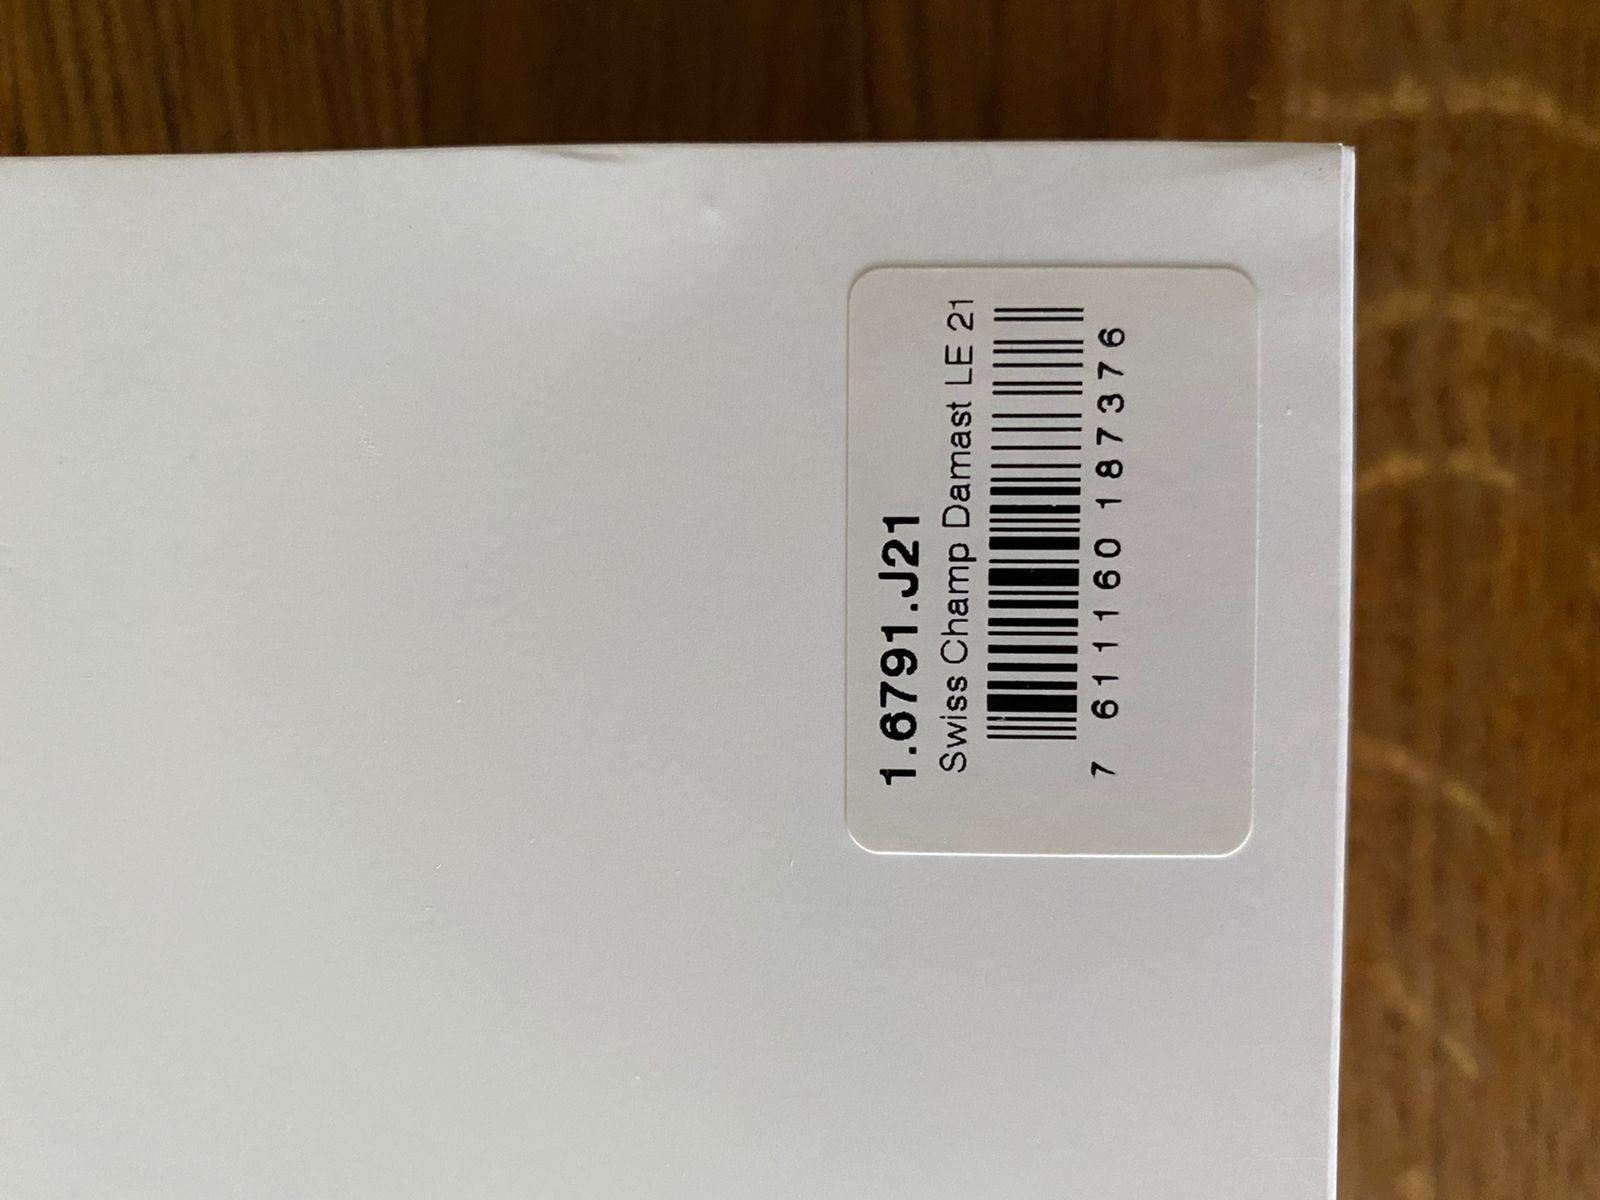 1.6791.J21
Swiss Champ Damast LE 21
7 611160 187376